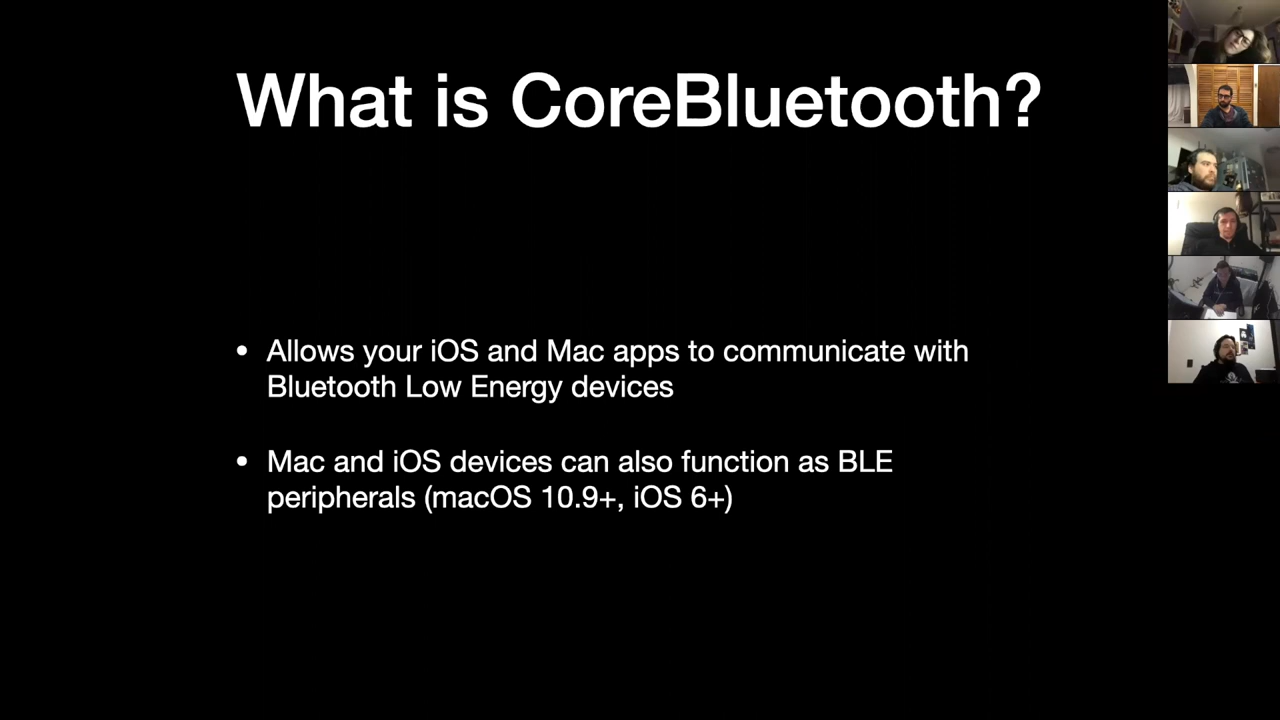 What is CoreBluetooth?
• Allows your iOS and Mac apps to communicate with
Bluetooth Low Energy devices
• Mac and iOS devices can also function as BLE
peripherals (macOS 10.9+, iOS 6+)